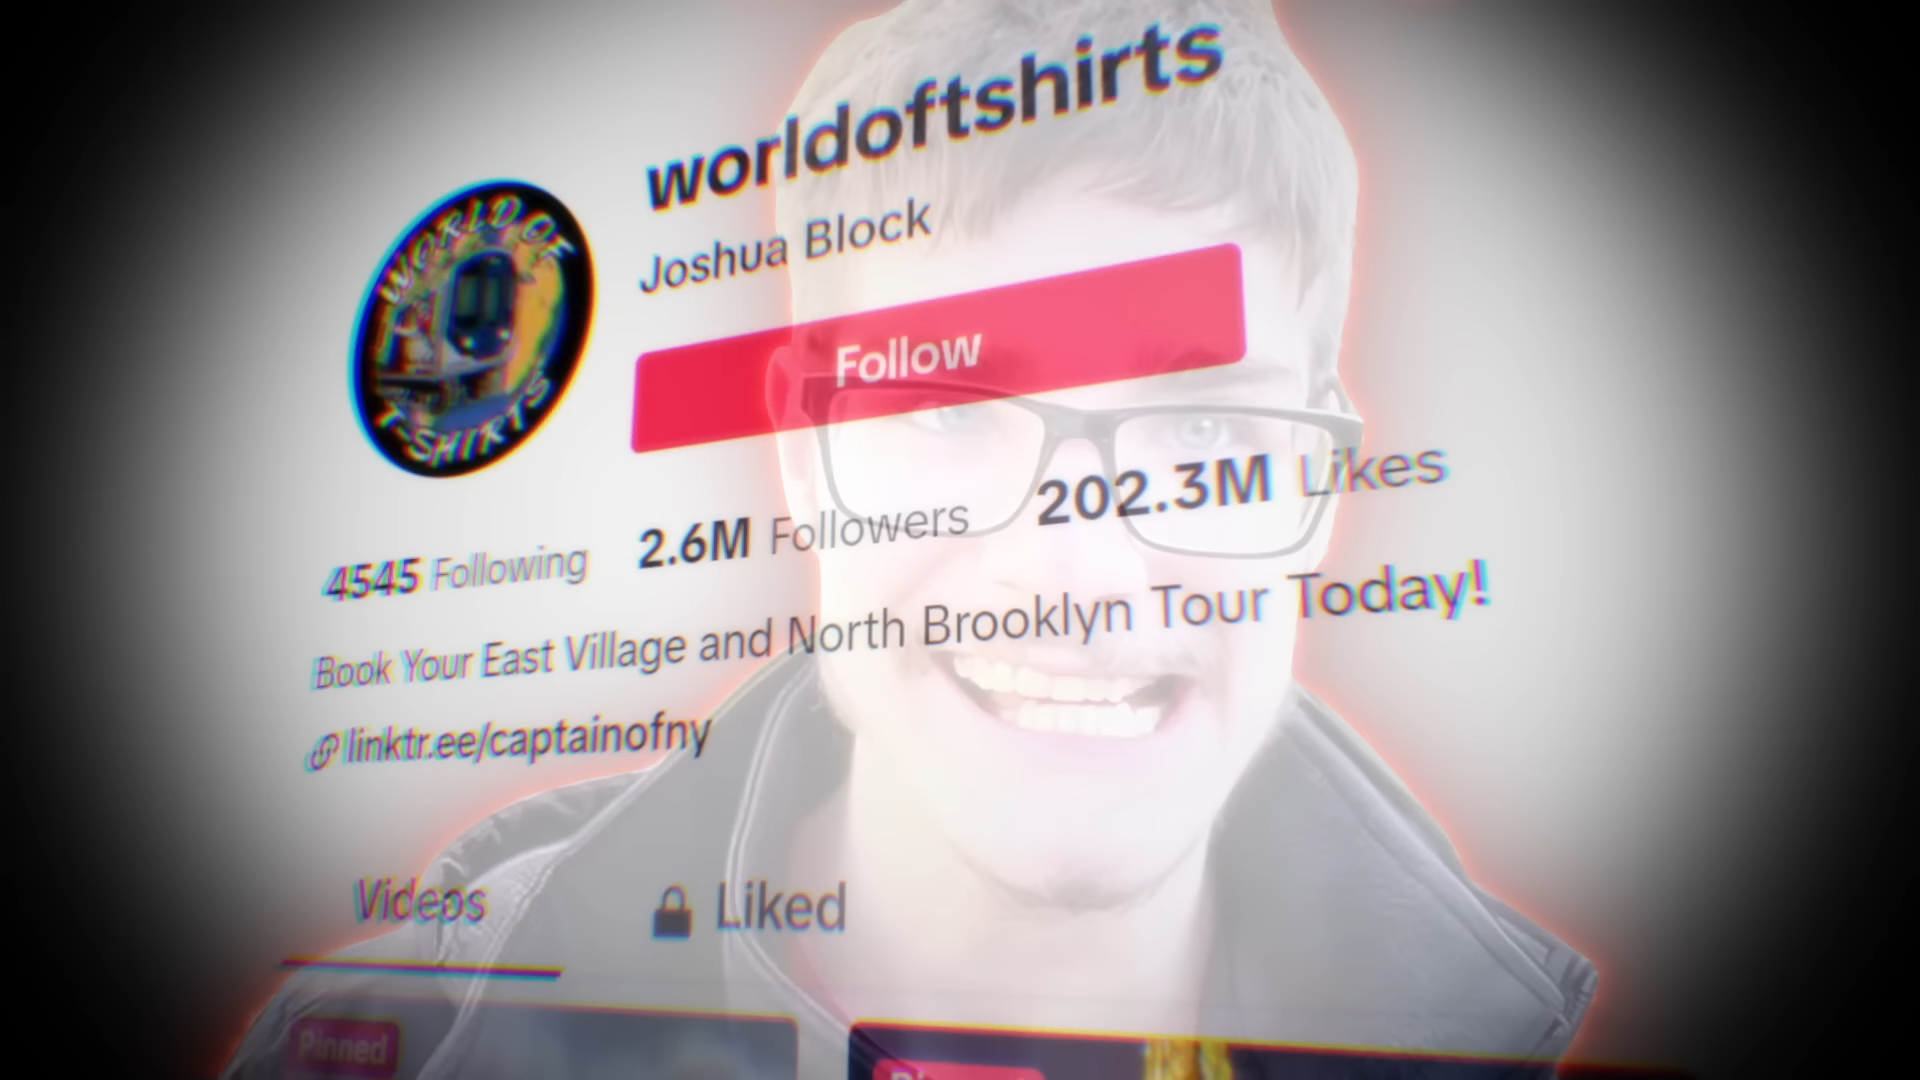 worldoftshirts
Joshua Block
WORLD OF
T-SHIRTS
Follow
4545 Following 2.6M Followers 202.3M Likes
Book Your East Village and North Brooklyn Tour Today!
linktr.ee/captainofny
Videos Liked
Pinned